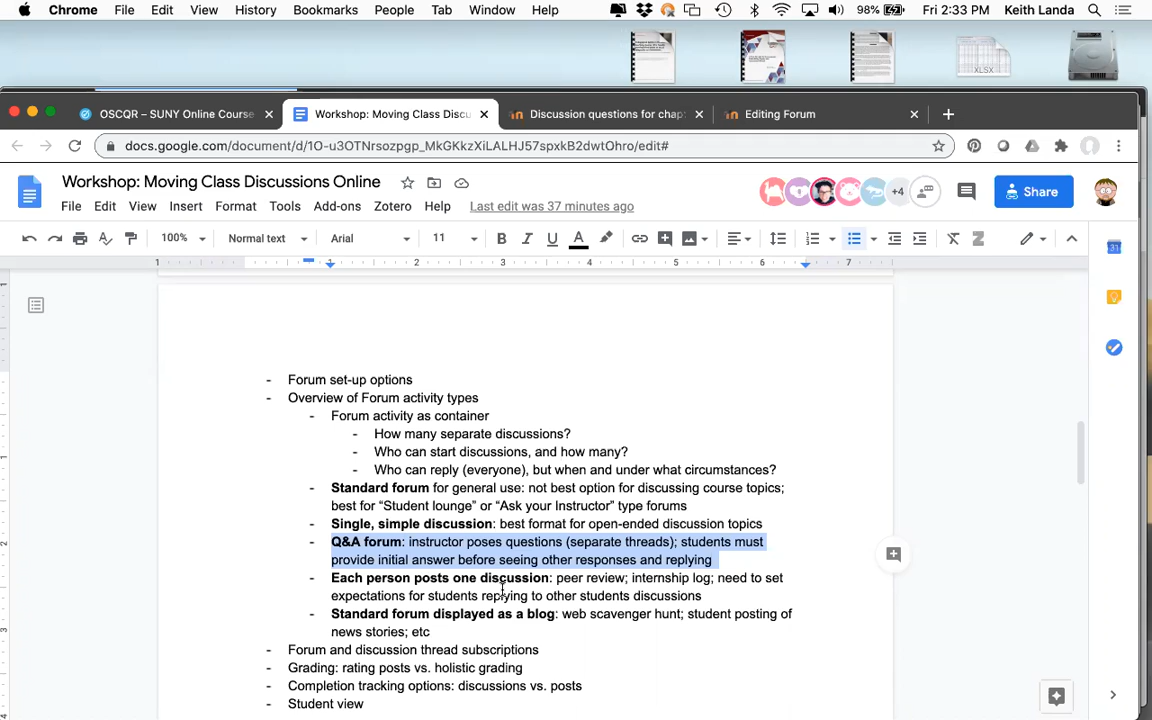 Chrome File Edit View History Bookmarks People Tab Window Help 98% Fri 2:33 PM Keith Landa
XLSX
OSCQR – SUNY Online Course Workshop: Moving Class Discu Discussion questions for chap Editing Forum
docs.google.com/document/d/1O-u3OTNrsozpgp_MkGKkzXiLALHJ57spxkB2dwtOhro/edit#
Workshop: Moving Class Discussions Online +4 Share
File Edit View Insert Format Tools Add-ons Zotero Help Last edit was 37 minutes ago
100% Normal text Arial 11 B I U A
1 1 2 3 4 5 6 7
- Forum set-up options
- Overview of Forum activity types
- Forum activity as container
- How many separate discussions?
- Who can start discussions, and how many?
- Who can reply (everyone), but when and under what circumstances?
- Standard forum for general use: not best option for discussing course topics;
best for “Student lounge” or “Ask your Instructor” type forums
- Single, simple discussion: best format for open-ended discussion topics
- Q&A forum: instructor poses questions (separate threads); students must
provide initial answer before seeing other responses and replying
- Each person posts one discussion: peer review; internship log; need to set
expectations for students replying to other students discussions
- Standard forum displayed as a blog: web scavenger hunt; student posting of
news stories; etc
- Forum and discussion thread subscriptions
- Grading: rating posts vs. holistic grading
- Completion tracking options: discussions vs. posts
- Student view